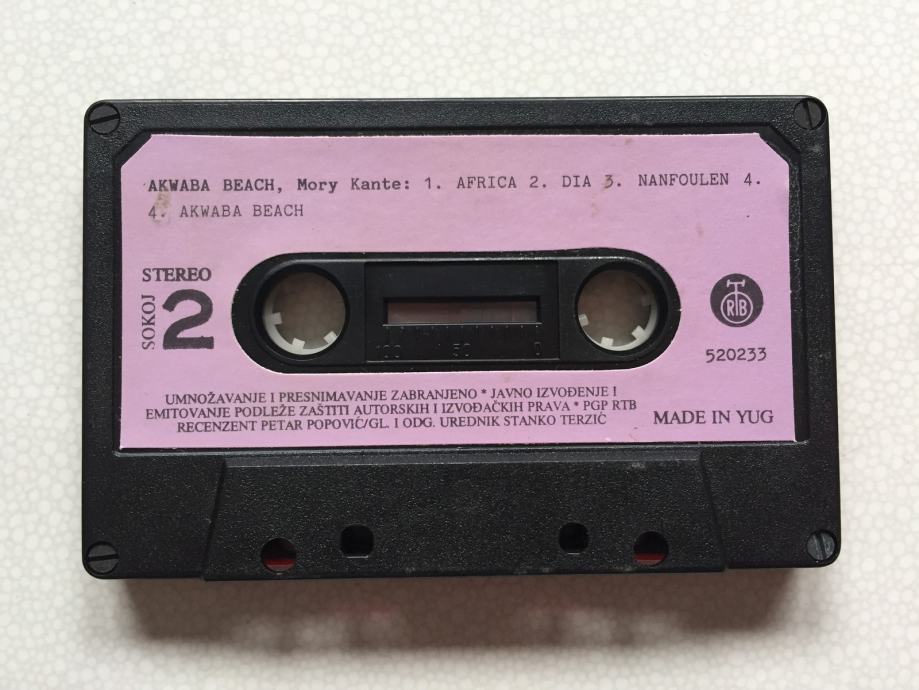 AKWABA BEACH, Mory Kante: 1. AFRICA 2. DIA 3. NANFOULEN 4.
4. AKWABA BEACH
STEREO
SOKOJ
2
RTB
520233
100 50 0
UMNOŽAVANJE I PRESNIMAVANJE ZABRANJENO * JAVNO IZVOĐENJE I
EMITOVANJE PODLEŽE ZAŠTITI AUTORSKIH I IZVOĐAČKIH PRAVA * PGP RTB
RECENZENT PETAR POPOVIĆ/GL. I ODG. UREDNIK STANKO TERZIĆ
MADE IN YUG